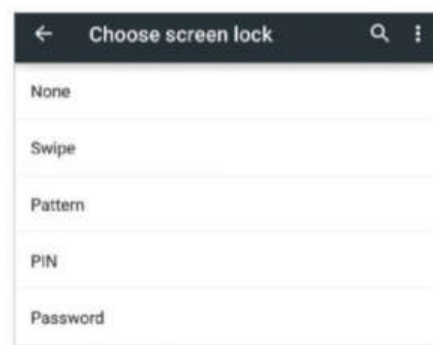 Choose screen lock
None
Swipe
Pattern
PIN
Password